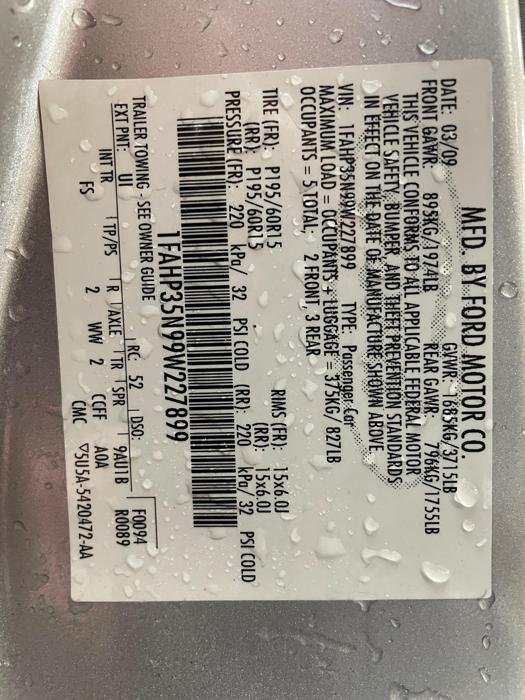 MFD. BY FORD MOTOR CO.
DATE: 03/09 GVWR: 1685KG/3715LB
FRONT GAWR: 895KG/1974LB REAR GAWR: 796KG/1755LB
THIS VEHICLE CONFORMS TO ALL APPLICABLE FEDERAL MOTOR
VEHICLE SAFETY, BUMPER, AND THEFT PREVENTION STANDARDS
IN EFFECT ON THE DATE OF MANUFACTURE SHOWN ABOVE.
VIN: 1FAHP35N99W227899 TYPE: Passenger Car
MAXIMUM LOAD = OCCUPANTS + LUGGAGE = 375KG/ 827LB
OCCUPANTS = 5 TOTAL; 2 FRONT, 3 REAR
TIRE (FR): P195/60R15 RIMS (FR): 15x6.0J
(RR): P195/60R15 (RR): 15x6.0J
PRESSURE (FR): 220 kPa/ 32 PSI COLD (RR): 220 kPa/ 32 PSI COLD
1FAHP35N99W227899
TRAILER TOWING - SEE OWNER GUIDE F0094
EXT PNT: UI RC: 52 DSO: R0089
INTR TP/PS R AXLE TR SPR 9AU1B
FS 2 WW 2 CCFF AOA
CMC ▽5U5A-5420472-AA